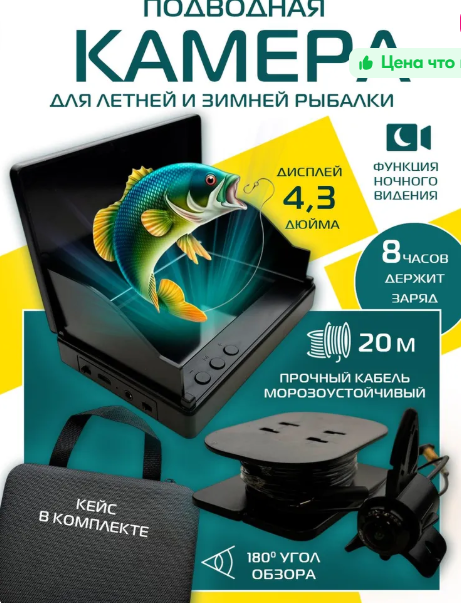 ПОДВОДНАЯ
КАМЕРА
Цена что
ДЛЯ ЛЕТНЕЙ И ЗИМНЕЙ РЫБАЛКИ
ДИСПЛЕЙ
4,3
ДЮЙМА
ФУНКЦИЯ
НОЧНОГО
ВИДЕНИЯ
8 ЧАСОВ
ДЕРЖИТ
ЗАРЯД
20 М
ПРОЧНЫЙ КАБЕЛЬ
МОРОЗОУСТОЙЧИВЫЙ
КЕЙС
В КОМПЛЕКТЕ
180° УГОЛ
ОБЗОРА